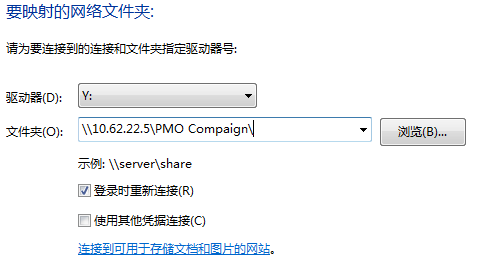 要映射的网络文件夹:
请为要连接到的连接和文件夹指定驱动器号:
驱动器(D): Y:
文件夹(O): \\10.62.22.5\PMO Compaign\ 浏览(B)...
示例: \\server\share
登录时重新连接(R)
使用其他凭据连接(C)
连接到可用于存储文档和图片的网站。